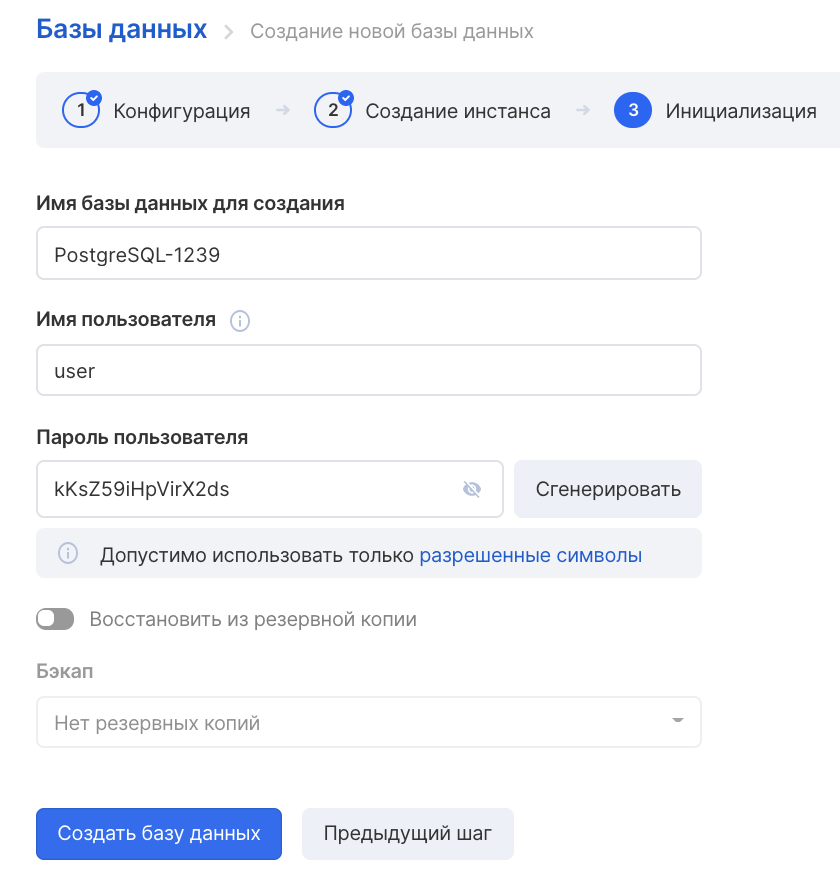 Базы данных > Создание новой базы данных
1 Конфигурация → 2 Создание инстанса → 3 Инициализация
Имя базы данных для создания
PostgreSQL-1239
Имя пользователя
user
Пароль пользователя
kKsZ59iHpVirX2ds Сгенерировать
Допустимо использовать только разрешенные символы
Восстановить из резервной копии
Бэкап
Нет резервных копий
Создать базу данных Предыдущий шаг